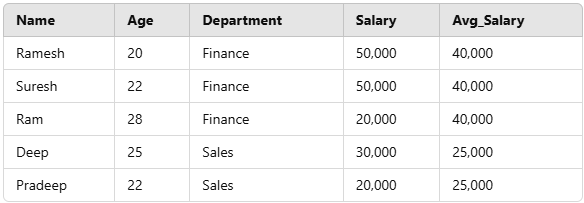 Name Age Department Salary Avg_Salary
Ramesh 20 Finance 50,000 40,000
Suresh 22 Finance 50,000 40,000
Ram 28 Finance 20,000 40,000
Deep 25 Sales 30,000 25,000
Pradeep 22 Sales 20,000 25,000